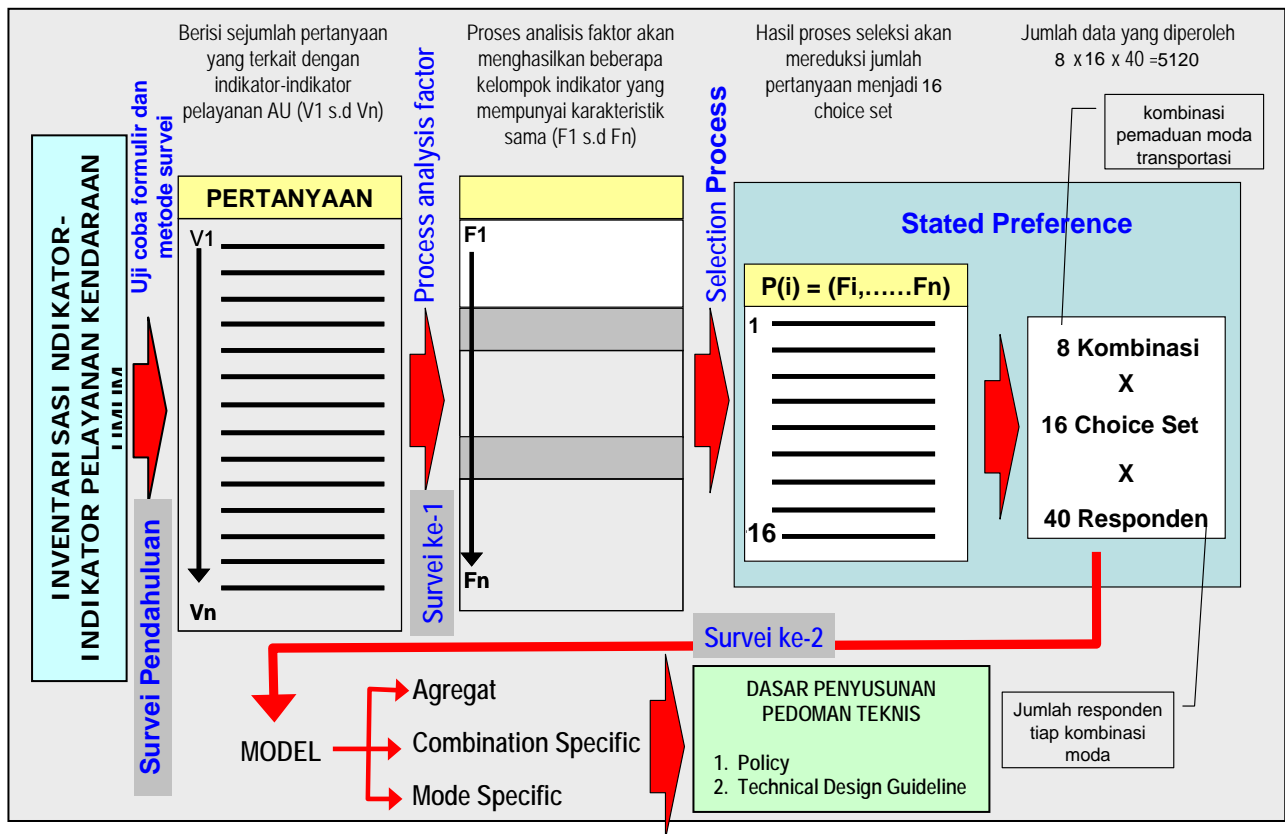 Berisi sejumlah pertanyaan
yang terkait dengan
indikator-indikator
pelayanan AU (V1 s.d Vn)
Proses analisis faktor akan
menghasilkan beberapa
kelompok indikator yang
mempunyai karakteristik
sama (F1 s.d Fn)
Hasil proses seleksi akan
mereduksi jumlah
pertanyaan menjadi 16
choice set
Jumlah data yang diperoleh
8 x 16 x 40 =5120
kombinasi
pemaduan moda
transportasi
INVENTARISASI NDIKATOR-
INDIKATOR PELAYANAN KENDARAAN
UMUM
Uji coba formulir dan
metode survei
Survei Pendahuluan
PERTANYAAN
V1
Vn
Process analysis factor
Survei ke-1
F1
Fn
Selection Process
Stated Preference
P(i) = (Fi,......Fn)
1
16
8 Kombinasi
X
16 Choice Set
X
40 Responden
Survei ke-2
MODEL
Agregat
Combination Specific
Mode Specific
DASAR PENYUSUNAN
PEDOMAN TEKNIS
1. Policy
2. Technical Design Guideline
Jumlah responden
tiap kombinasi
moda